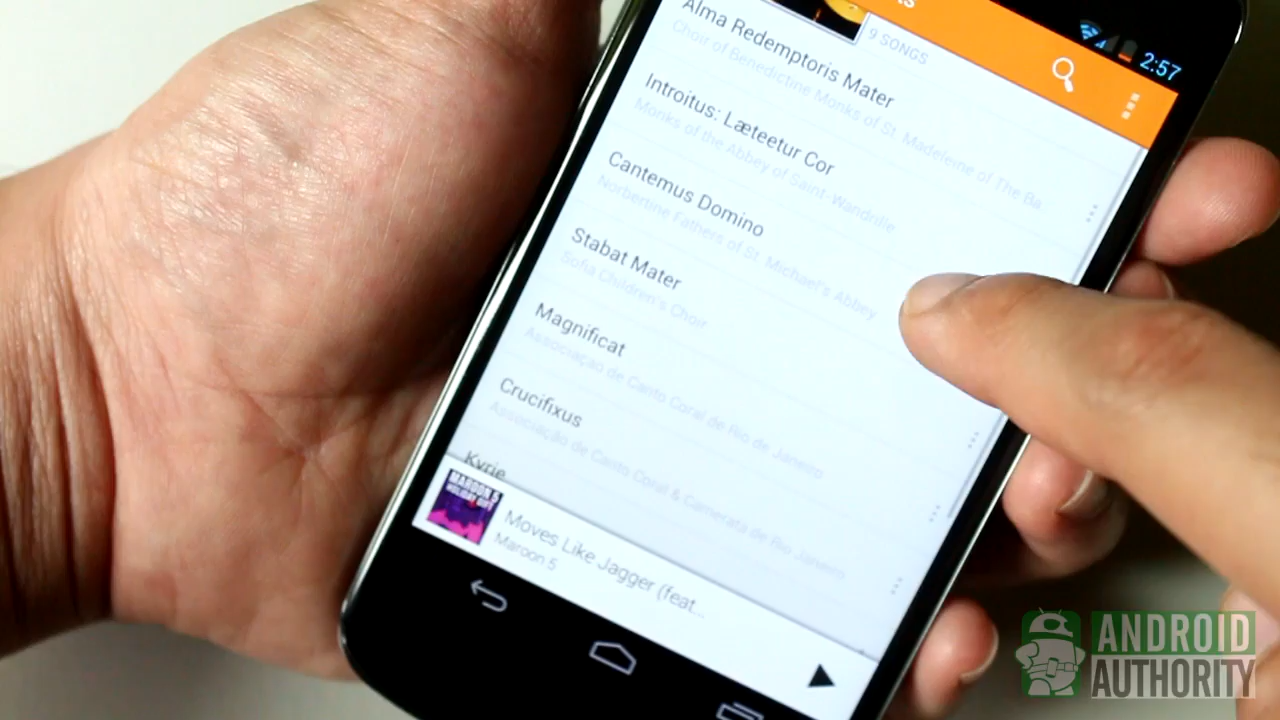 9 SONGS
2:57
Alma Redemptoris Mater
Choir of Benedictine Monks of St. Madeleine of The Ba
Introitus: Læteetur Cor
Monks of the Abbey of Saint-Wandrille
Cantemus Domino
Norbertine Fathers of St. Michael's Abbey
Stabat Mater
Sofia Children's Choir
Magnificat
Associaçao de Canto Coral de Rio de Janeiro
Crucifixus
Associação de Canto Coral & Camerata de Rio Janeiro
Kyrie
MAROON 5
Moves Like Jagger (feat...
Maroon 5
ANDROID
AUTHORITY